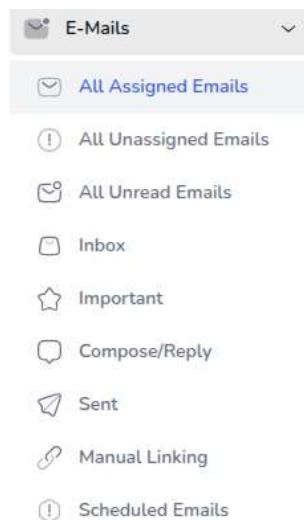 E-Mails
All Assigned Emails
All Unassigned Emails
All Unread Emails
Inbox
Important
Compose/Reply
Sent
Manual Linking
Scheduled Emails